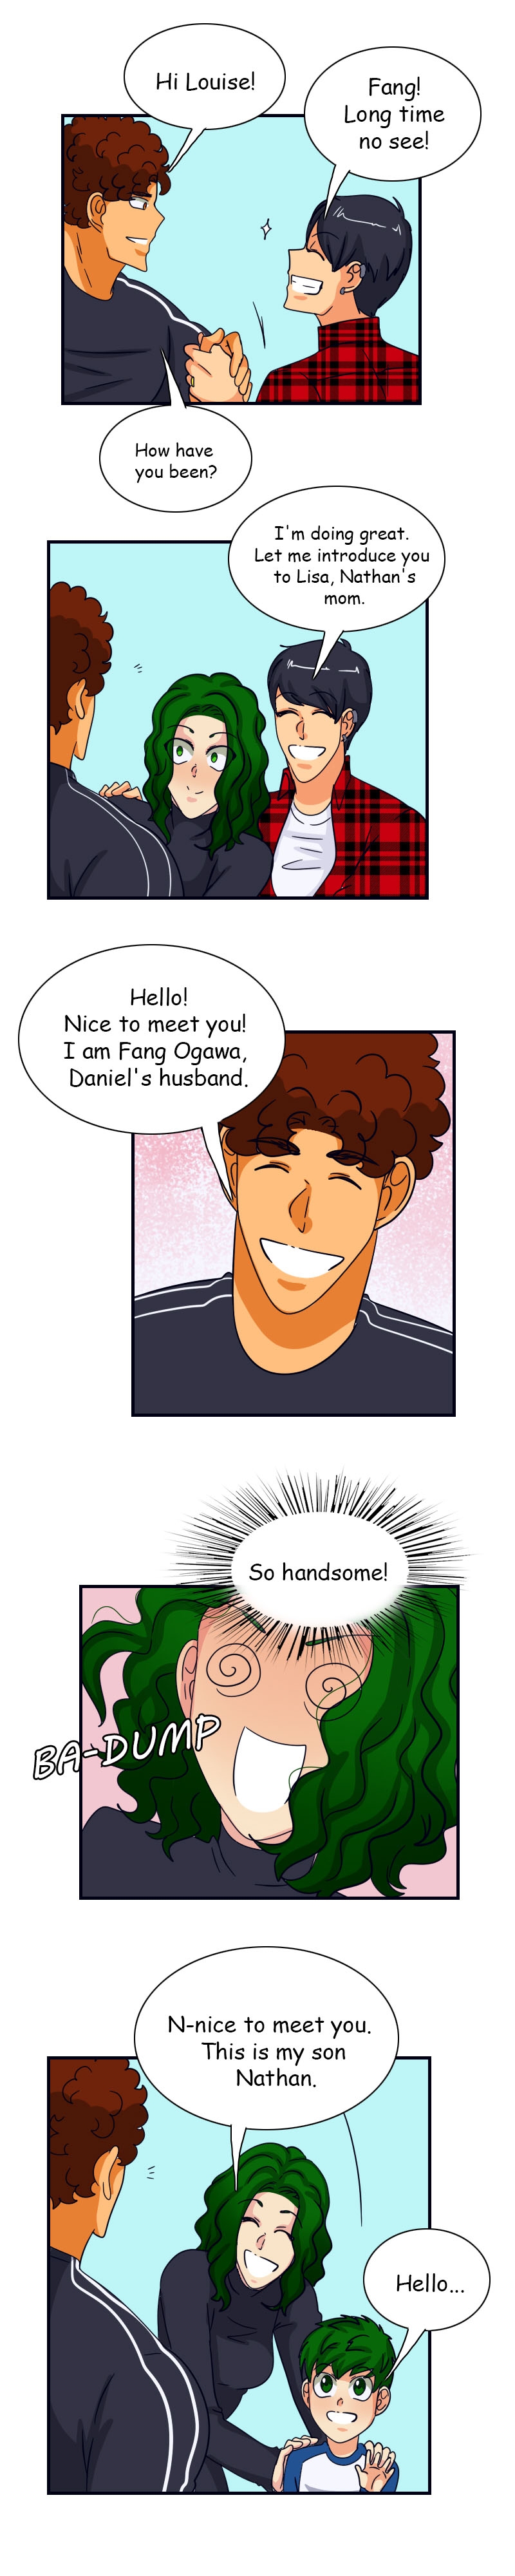 Hi Louise!
Fang!
Long time
no see!
How have
you been?
I'm doing great.
Let me introduce you
to Lisa, Nathan's
mom.
Hello!
Nice to meet you!
I am Fang Ogawa,
Daniel's husband.
So handsome!
BA-DUMP
N-nice to meet you.
This is my son
Nathan.
Hello...